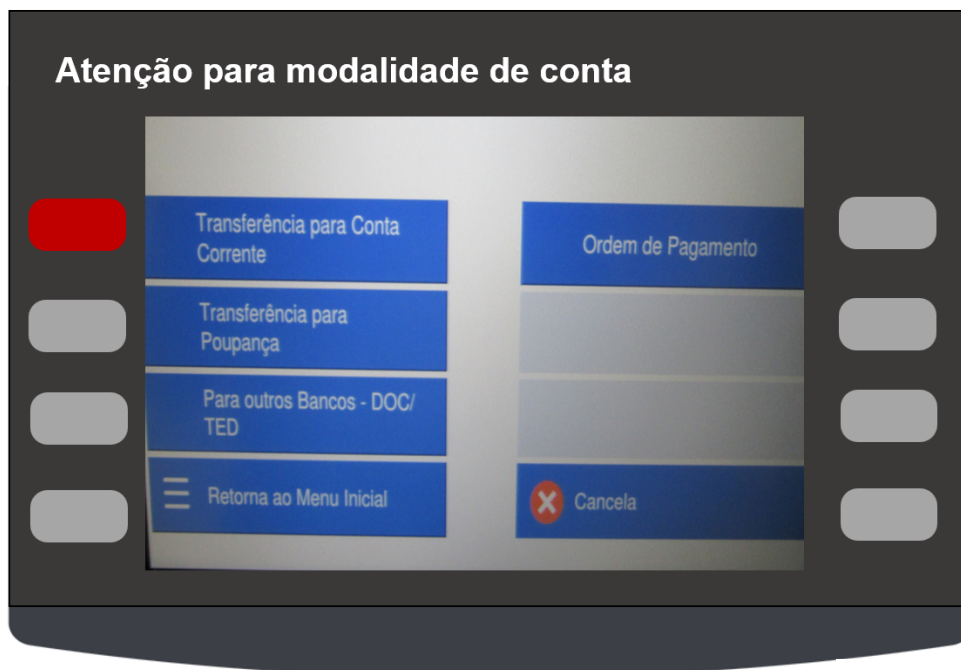 Atenção para modalidade de conta
Transferência para Conta
Corrente
Ordem de Pagamento
Transferência para
Poupança
Para outros Bancos - DOC/
TED
Retorna ao Menu Inicial
Cancela